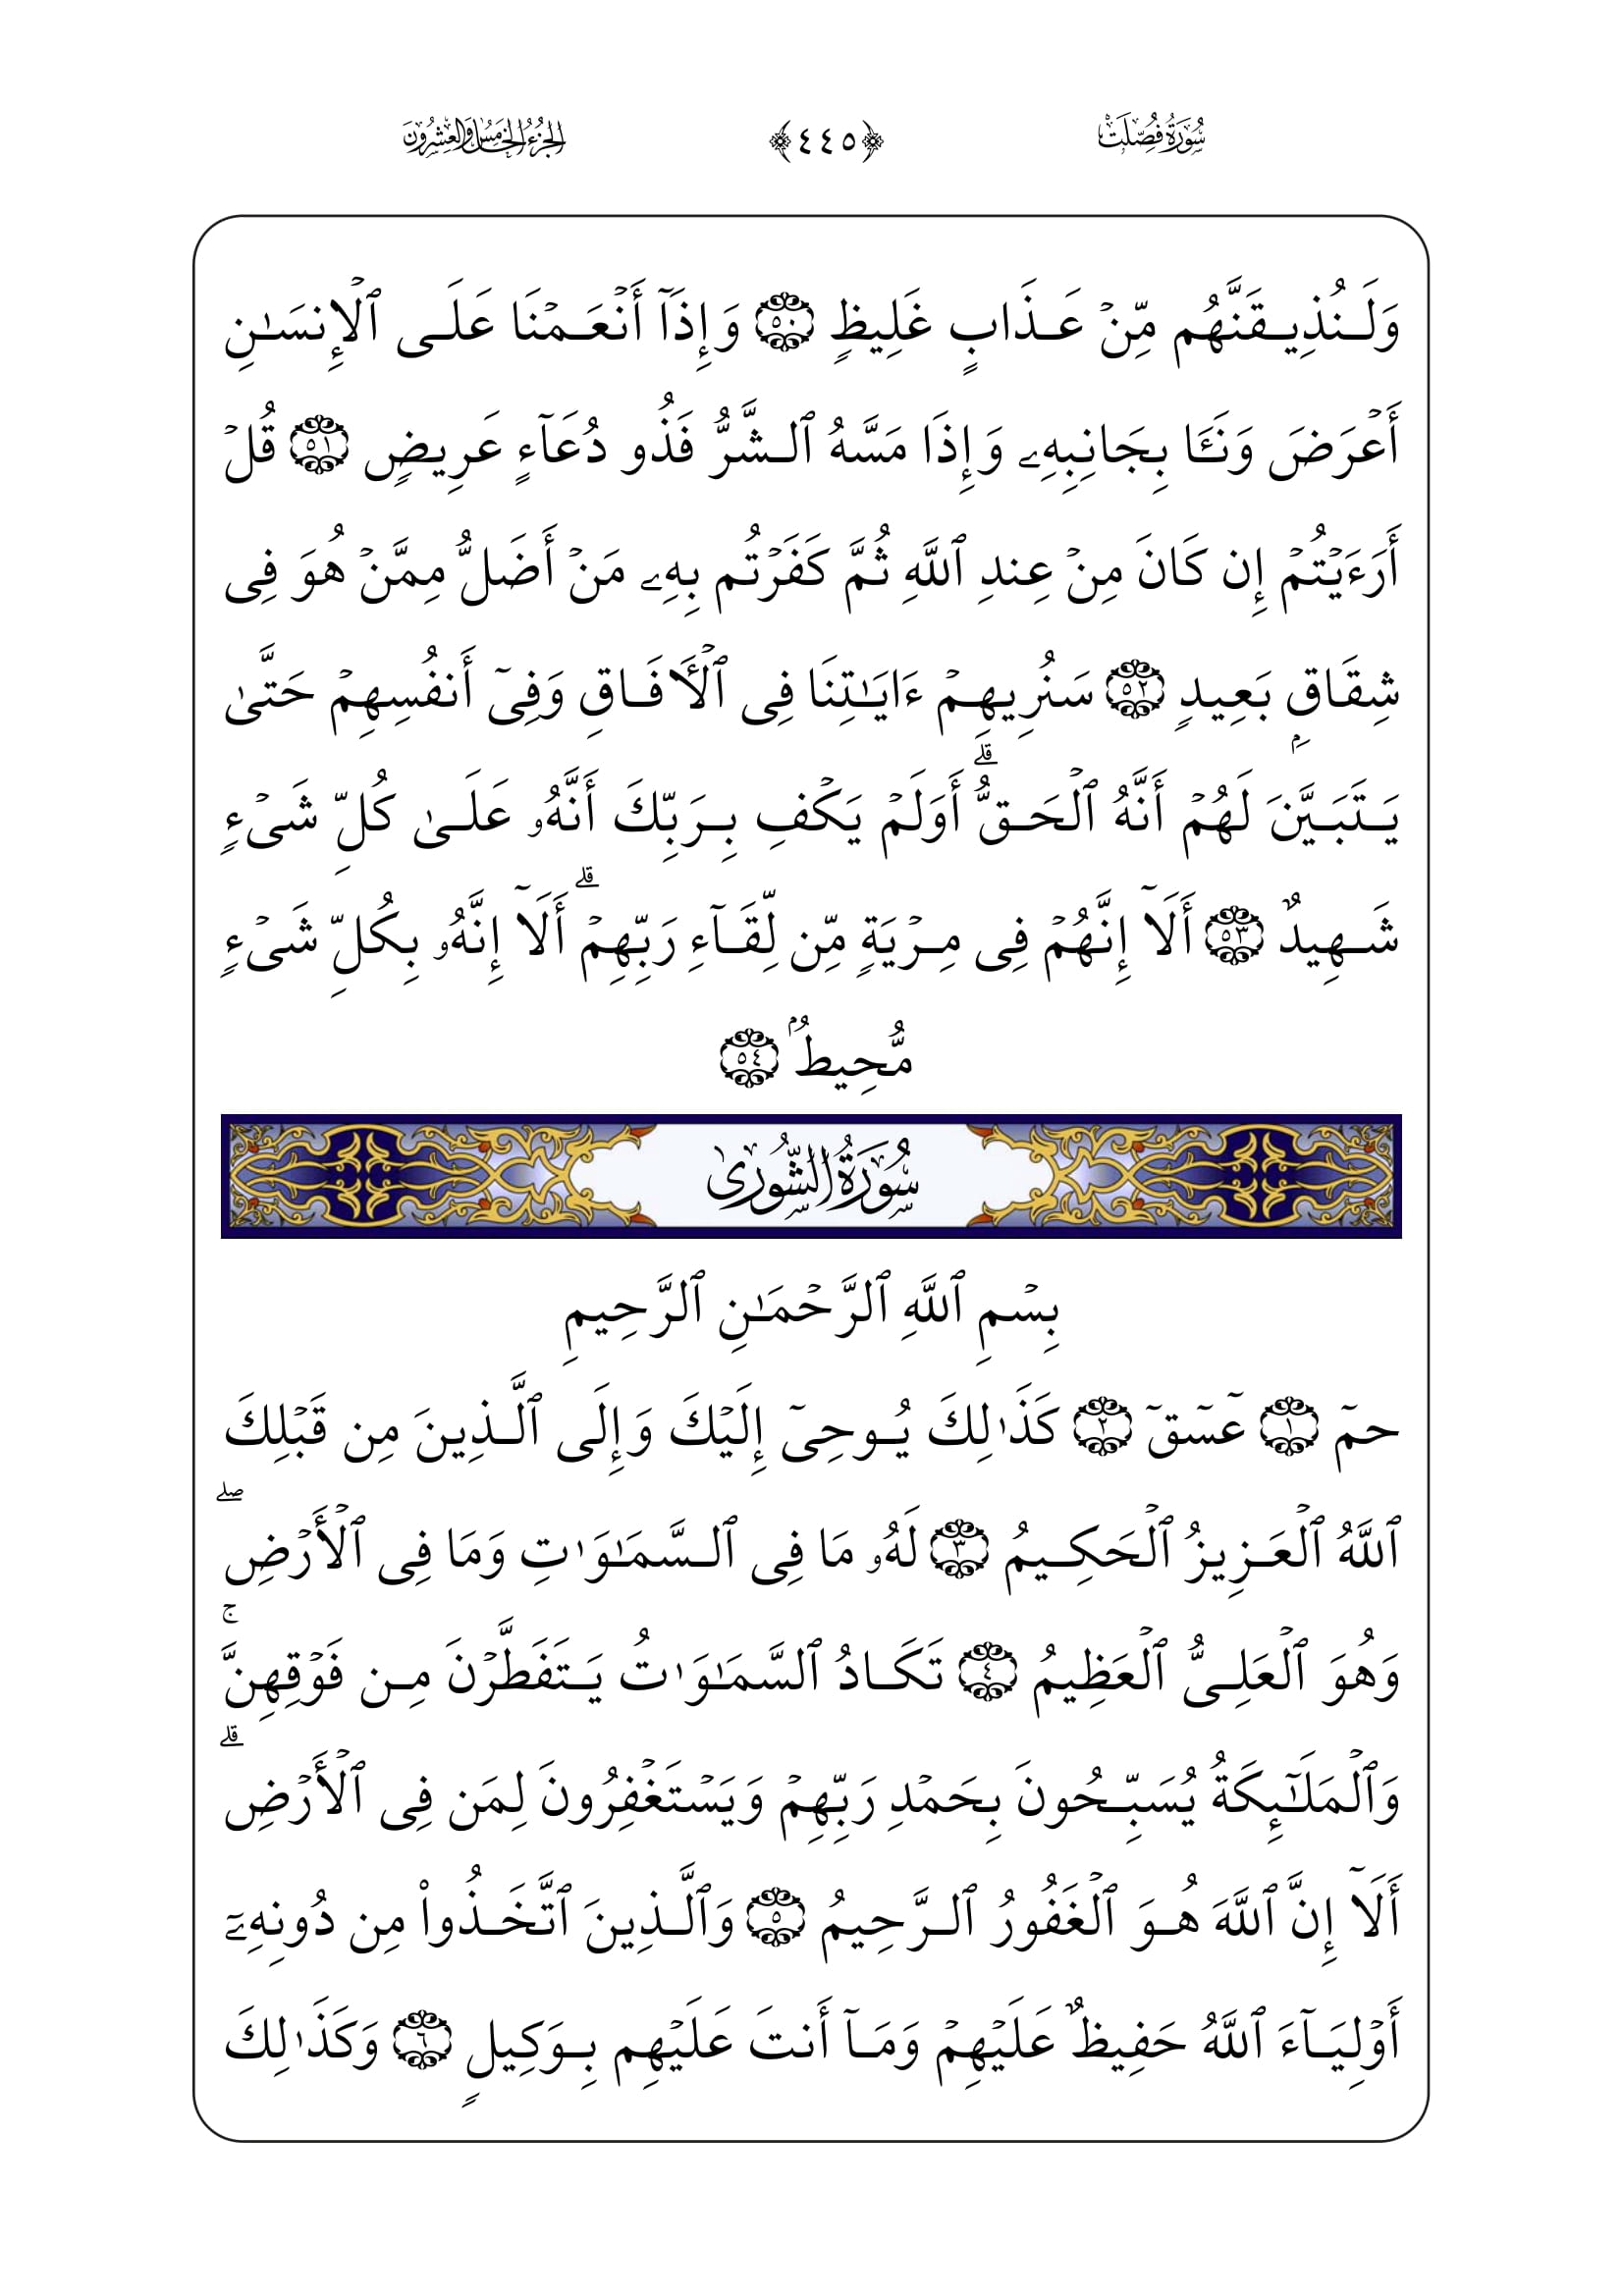 سُورَةُ فُصِّلَتْ ﴿٤٤٥﴾ الجُزْءُ الخَامِسُ وَالعِشْرُونَ
وَلَنُذِيقَنَّهُم مِّنۡ عَذَابٍ غَلِيظٍ ٥٠ وَإِذَآ أَنۡعَمۡنَا عَلَى ٱلۡإِنسَـٰنِ
أَعۡرَضَ وَنَـَٔا بِجَانِبِهِۦ وَإِذَا مَسَّهُ ٱلشَّرُّ فَذُو دُعَآءٍ عَرِيضٍ ٥١ قُلۡ
أَرَءَيۡتُمۡ إِن كَانَ مِنۡ عِندِ ٱللَّهِ ثُمَّ كَفَرۡتُم بِهِۦ مَنۡ أَضَلُّ مِمَّنۡ هُوَ فِى
شِقَاقِۭ بَعِيدٍ ٥٢ سَنُرِيهِمۡ ءَايَـٰتِنَا فِى ٱلۡـَٔافَاقِ وَفِىٓ أَنفُسِهِمۡ حَتَّىٰ
يَتَبَيَّنَ لَهُمۡ أَنَّهُ ٱلۡحَقُّۗ أَوَلَمۡ يَكۡفِ بِرَبِّكَ أَنَّهُۥ عَلَىٰ كُلِّ شَىۡءٍ
شَهِيدٌ ٥٣ أَلَآ إِنَّهُمۡ فِى مِرۡيَةٍ مِّن لِّقَآءِ رَبِّهِمۡۗ أَلَآ إِنَّهُۥ بِكُلِّ شَىۡءٍ
مُّحِيطُۢ ٥٤
سُورَةُ الشُّورىٰ
بِسۡمِ ٱللَّهِ ٱلرَّحۡمَـٰنِ ٱلرَّحِيمِ
حمٓ ١ عٓسٓقٓ ٢ كَذَٰلِكَ يُوحِىٓ إِلَيۡكَ وَإِلَى ٱلَّذِينَ مِن قَبۡلِكَ
ٱللَّهُ ٱلۡعَزِيزُ ٱلۡحَكِيمُ ٣ لَهُۥ مَا فِى ٱلسَّمَـٰوَٰتِ وَمَا فِى ٱلۡأَرۡضِۖ
وَهُوَ ٱلۡعَلِىُّ ٱلۡعَظِيمُ ٤ تَكَادُ ٱلسَّمَـٰوَٰتُ يَتَفَطَّرۡنَ مِن فَوۡقِهِنَّۚ
وَٱلۡمَلَـٰٓئِكَةُ يُسَبِّحُونَ بِحَمۡدِ رَبِّهِمۡ وَيَسۡتَغۡفِرُونَ لِمَن فِى ٱلۡأَرۡضِۗ
أَلَآ إِنَّ ٱللَّهَ هُوَ ٱلۡغَفُورُ ٱلرَّحِيمُ ٥ وَٱلَّذِينَ ٱتَّخَذُوا۟ مِن دُونِهِۦٓ
أَوۡلِيَآءَ ٱللَّهُ حَفِيظٌ عَلَيۡهِمۡ وَمَآ أَنتَ عَلَيۡهِم بِوَكِيلٍ ٦ وَكَذَٰلِكَ